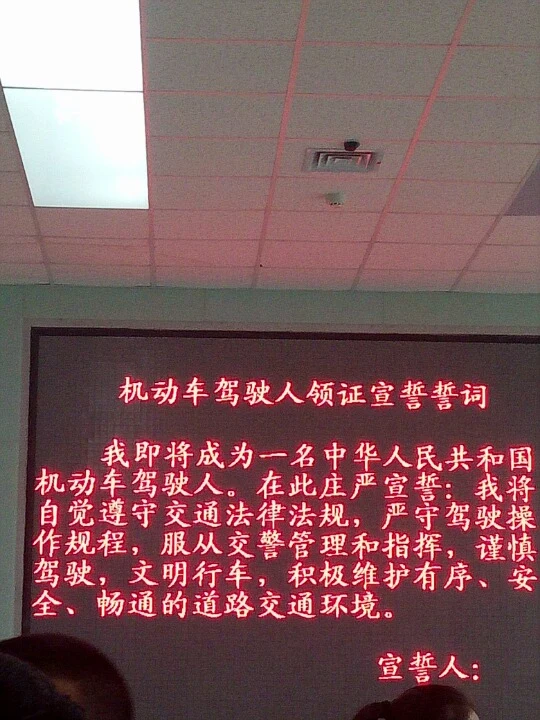 机动车驾驶人领证宣誓誓词
我即将成为一名中华人民共和国
机动车驾驶人。在此庄严宣誓：我将
自觉遵守交通法律法规，严守驾驶操
作规程，服从交警管理和指挥，谨慎
驾驶，文明行车，积极维护有序、安
全、畅通的道路交通环境。
宣誓人：